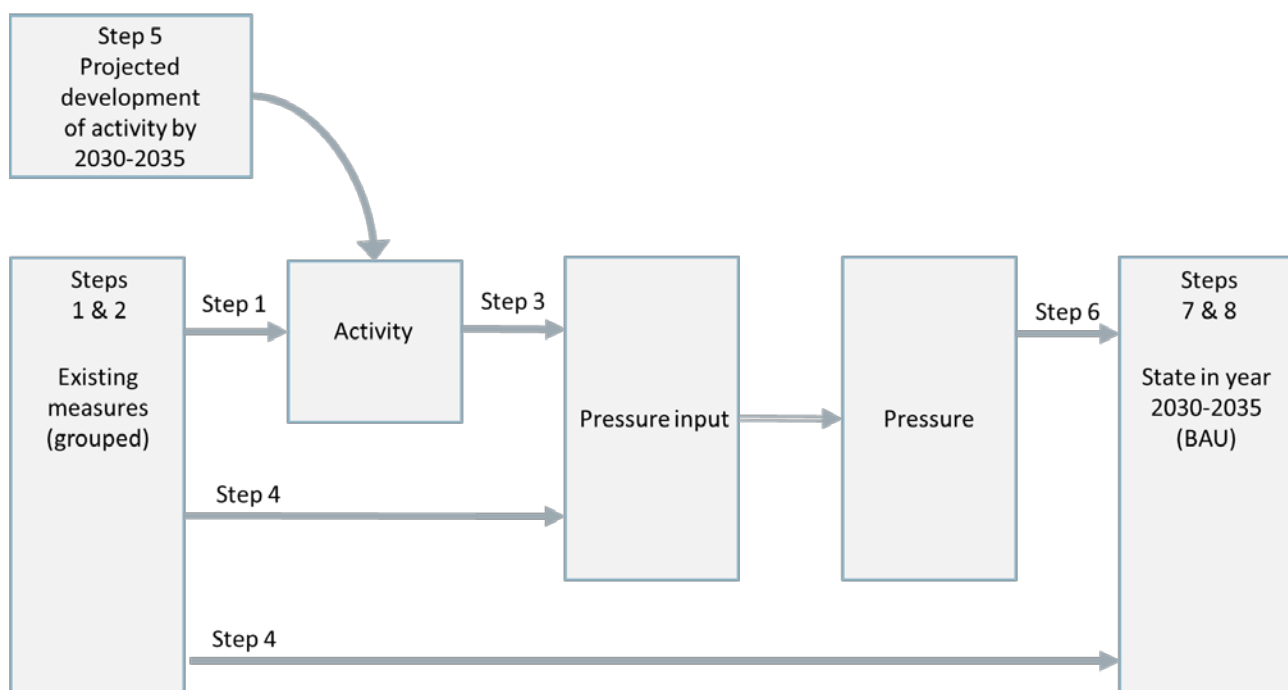 Step 5
Projected
development
of activity by
2030-2035
Steps
1 & 2
Existing
measures
(grouped)
Step 1
Activity
Step 3
Pressure input
Pressure
Step 6
Steps
7 & 8
State in year
2030-2035
(BAU)
Step 4
Step 4